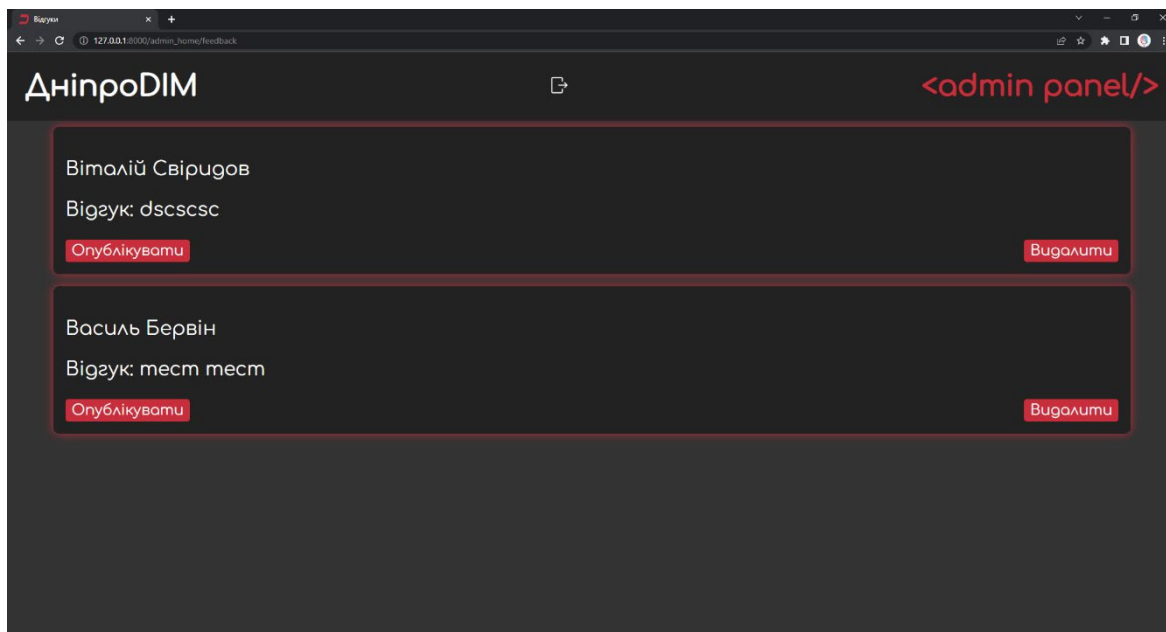 Відгуки
127.0.0.1:8000/admin_home/feedback
ДніпроDIM <admin panel/>
Віталій Свіридов
Відгук: dscscsc
Опублікувати Видалити
Василь Бервін
Відгук: тест тест
Опублікувати Видалити